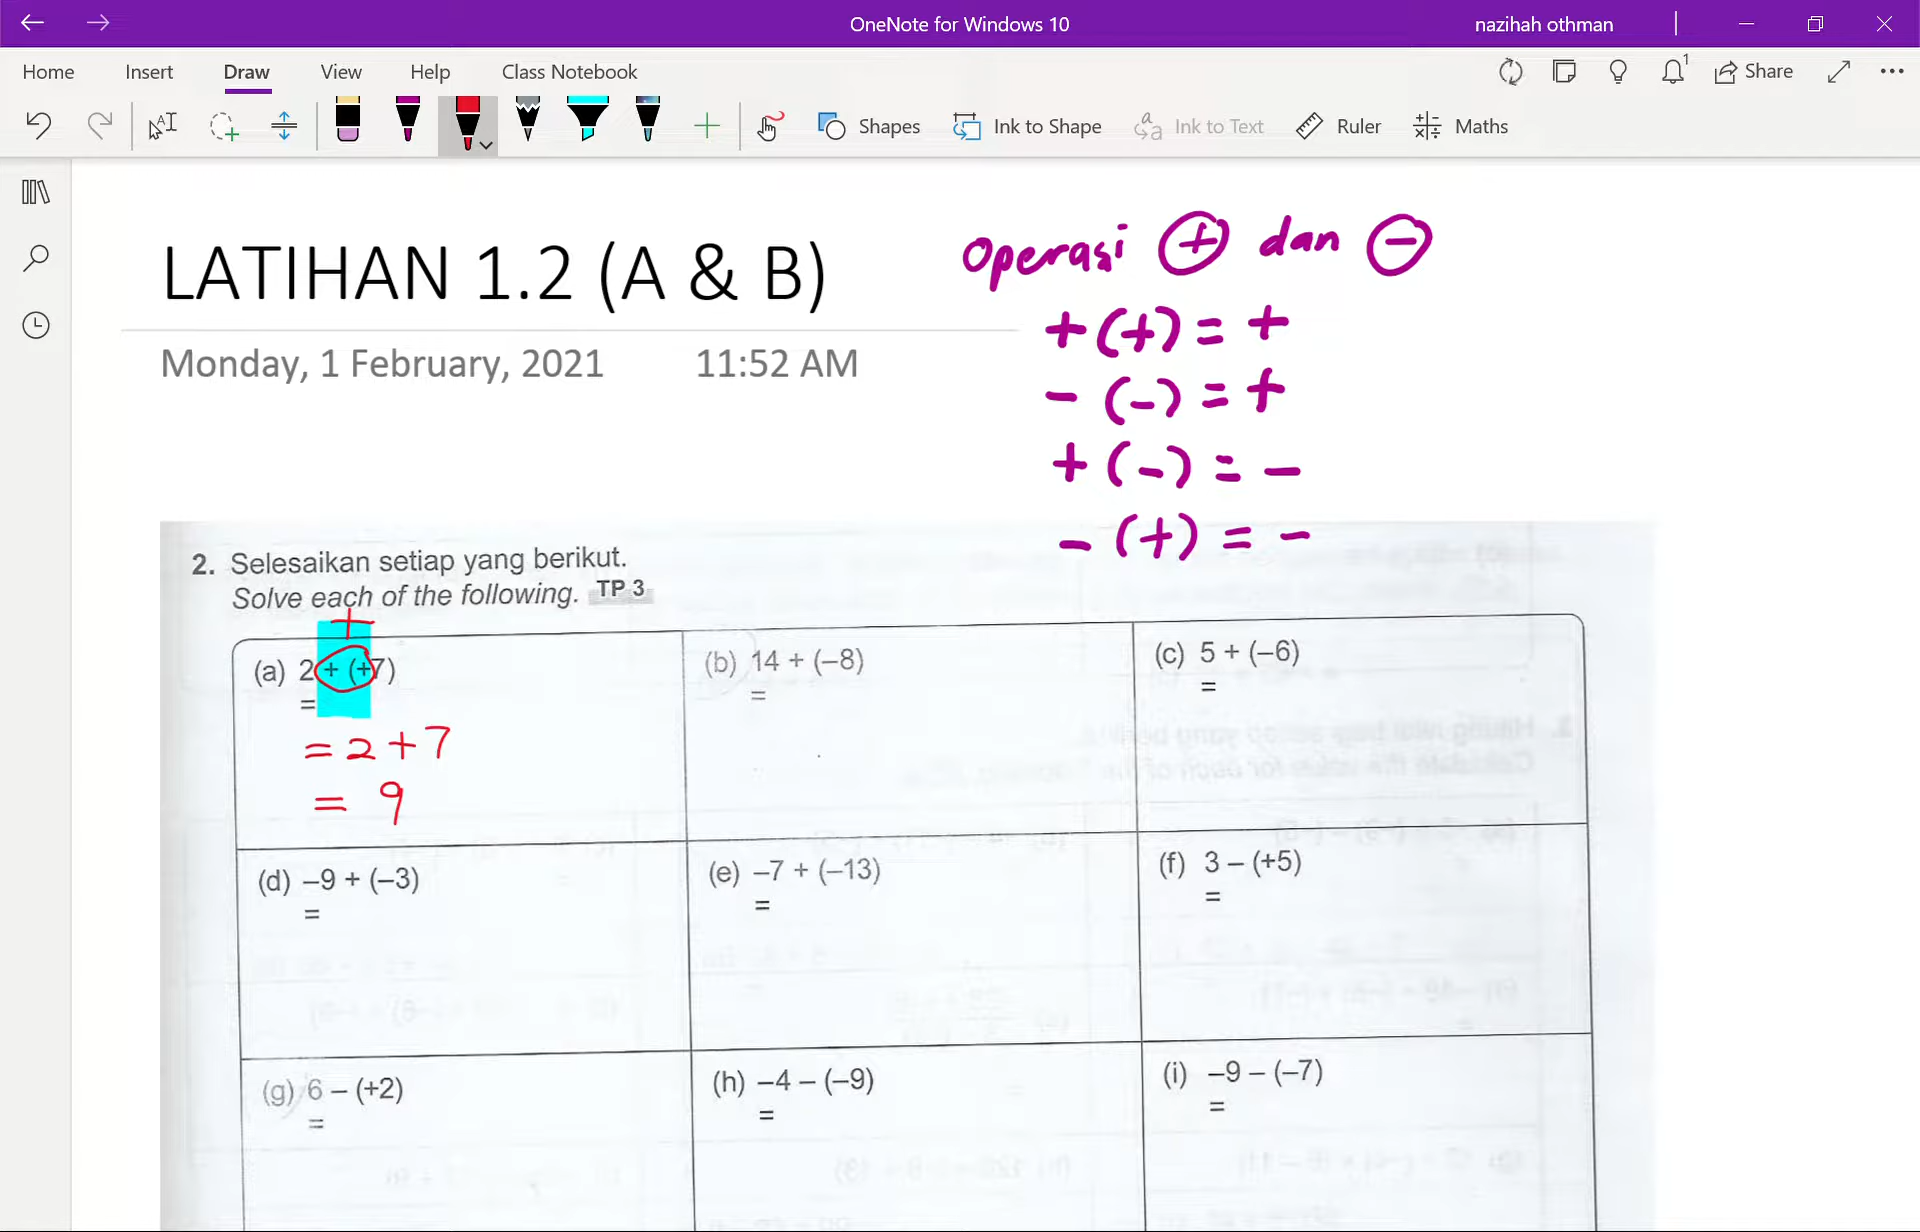 OneNote for Windows 10
nazihah othman
Home Insert Draw View Help Class Notebook
1 Share
Shapes Ink to Shape Ink to Text Ruler Maths
LATIHAN 1.2 (A & B)
Monday, 1 February, 2021 11:52 AM
Operasi + dan -
+ (+) = +
- (-) = +
+ (-) = -
- (+) = -
2. Selesaikan setiap yang berikut.
Solve each of the following. TP 3
+
(a) 2 + (+7)
=
= 2 + 7
= 9
(b) 14 + (–8)
=
(c) 5 + (–6)
=
(d) –9 + (–3)
=
(e) –7 + (–13)
=
(f) 3 – (+5)
=
(g) 6 – (+2)
=
(h) –4 – (–9)
=
(i) –9 – (–7)
=